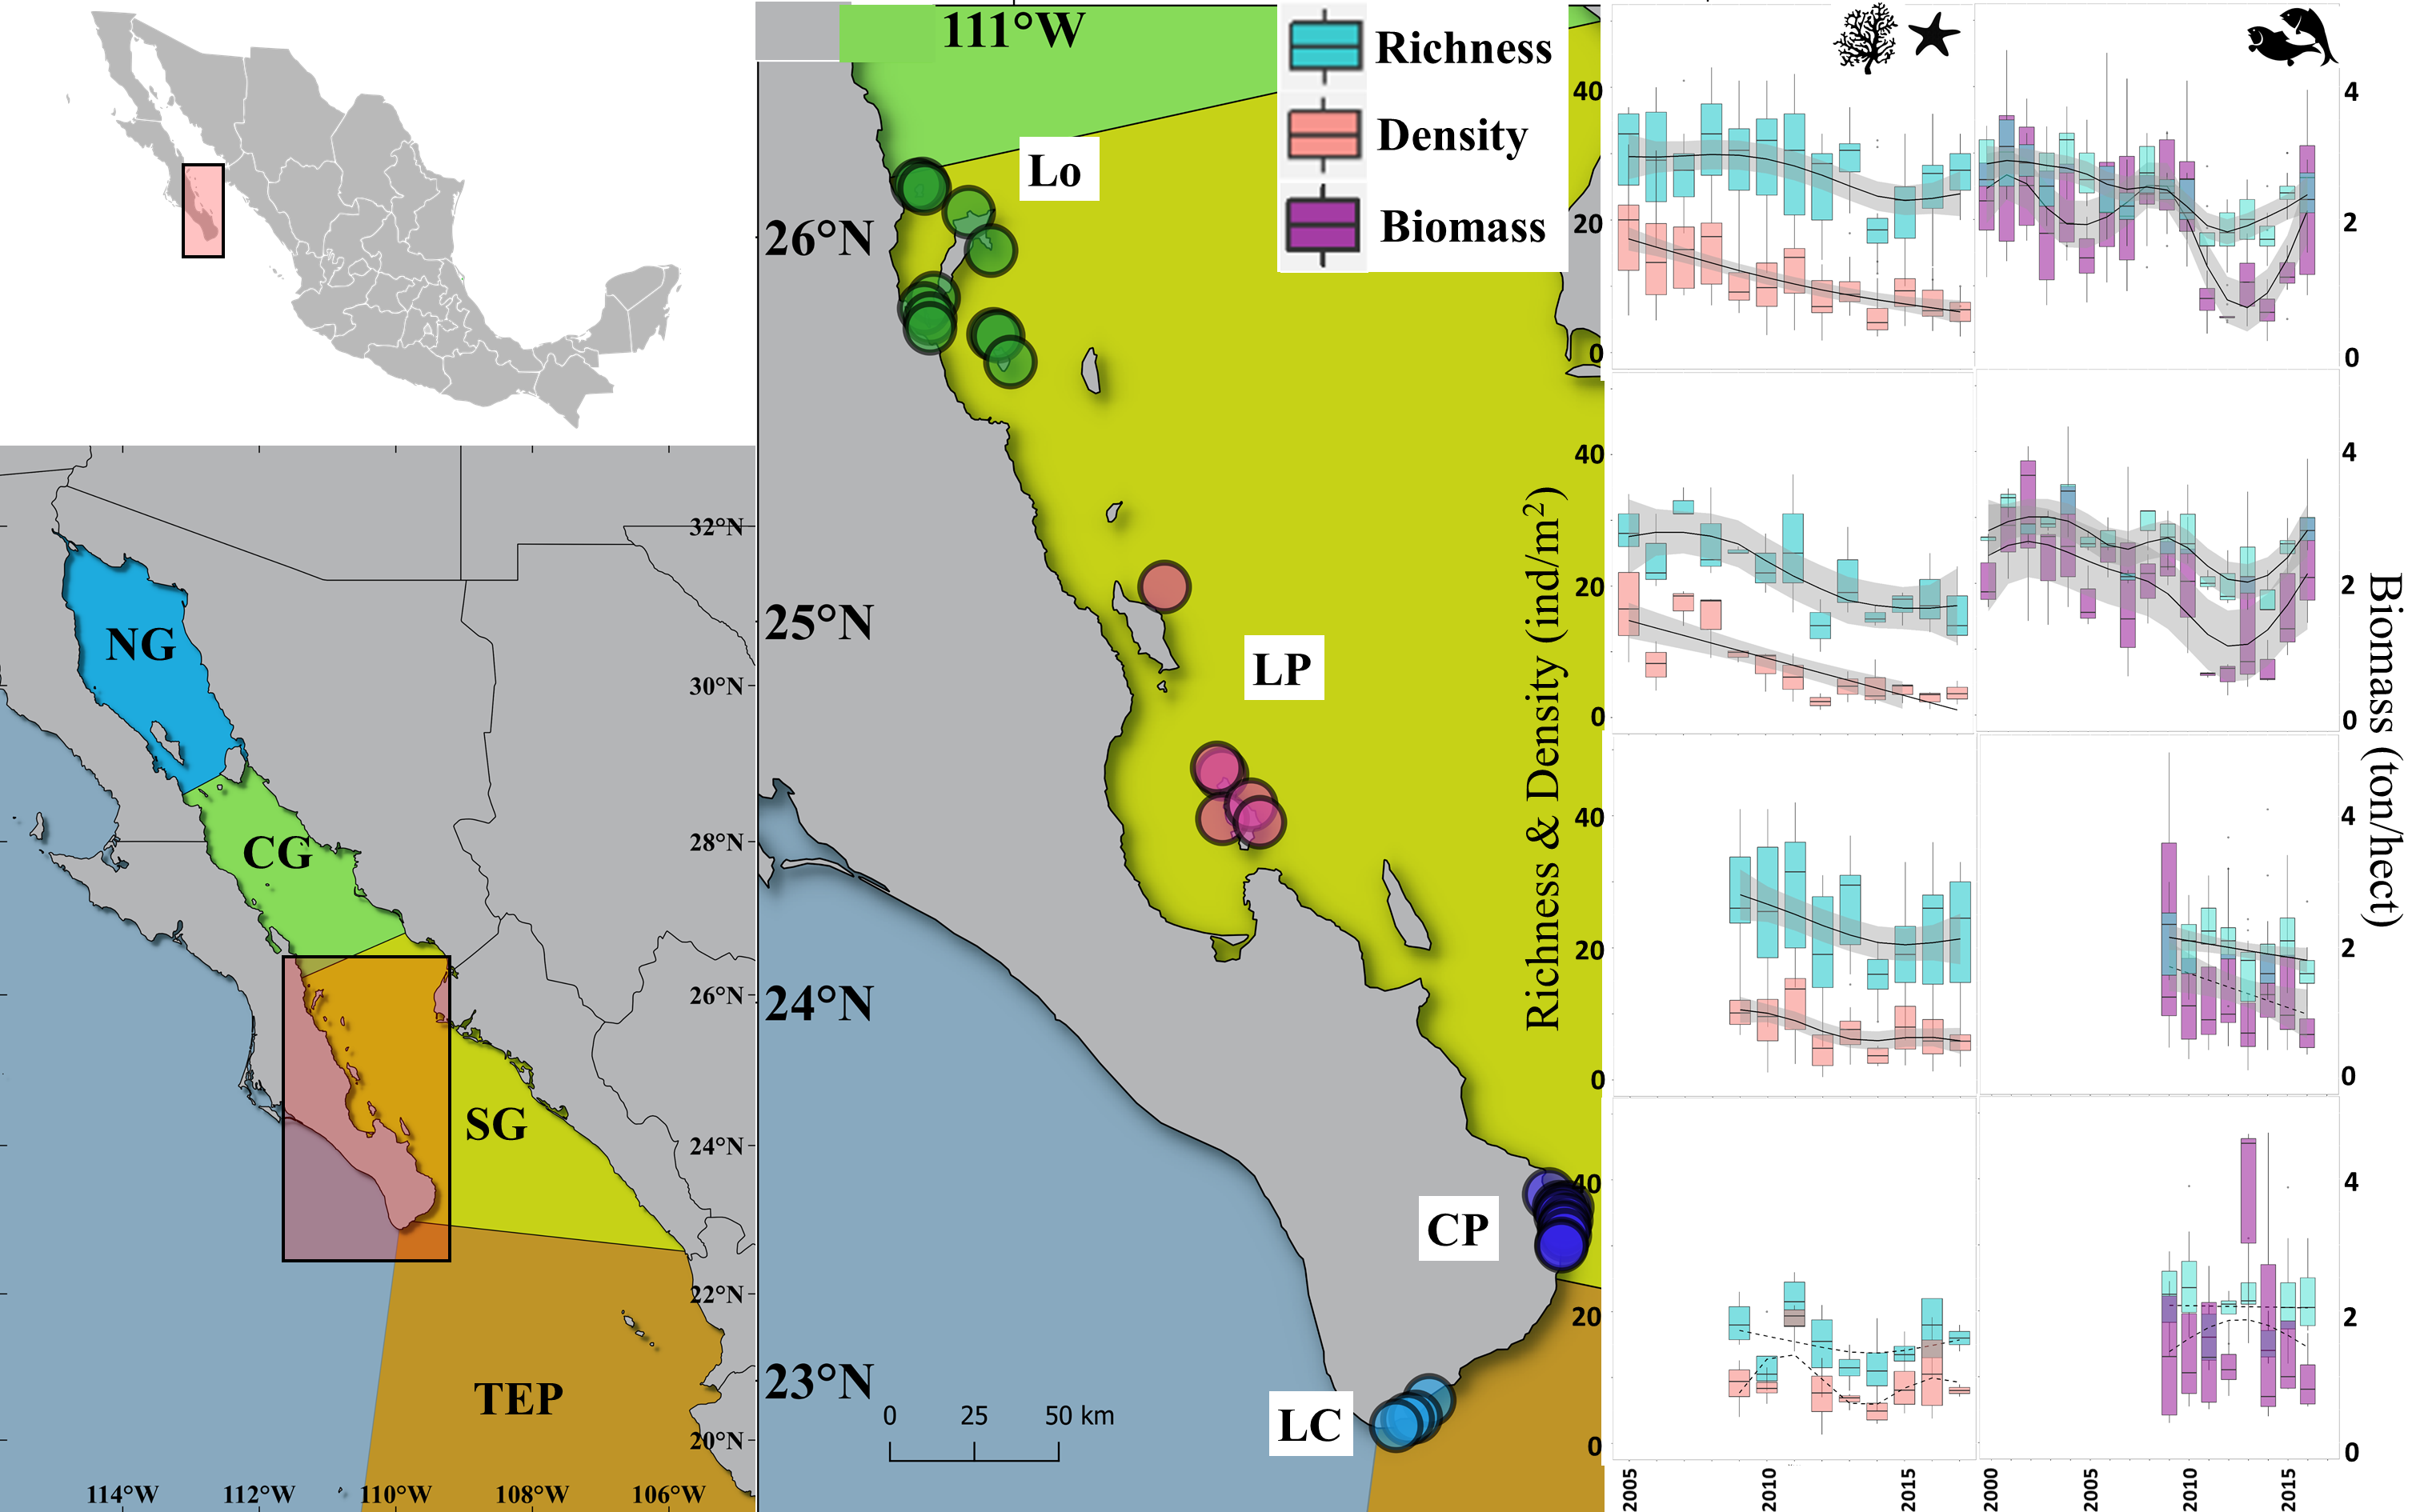 NG
CG
SG
TEP
32°N
30°N
28°N
26°N
24°N
22°N
20°N
114°W
112°W
110°W
108°W
106°W
111°W
26°N
25°N
24°N
23°N
Lo
LP
CP
LC
0 25 50 km
Richness
Density
Biomass
Richness & Density (ind/m²)
40
20
0
40
20
0
40
20
0
40
20
0
4
2
0
4
2
0
4
2
0
4
2
0
Biomass (ton/hect)
2005
2010
2015
2000
2005
2010
2015